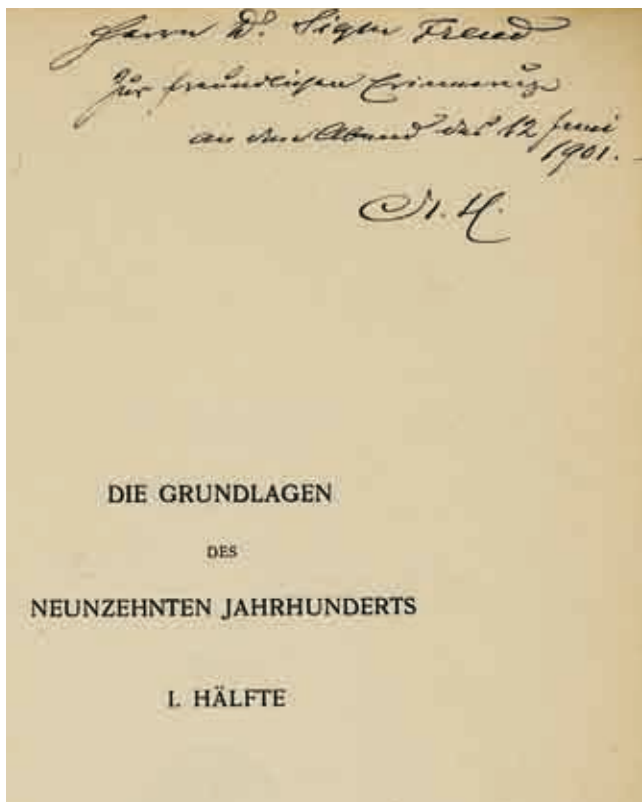 Herrn Dr. Sigm Freud
Zur freundlichen Erinnerung
an den Abend des 12 Juni
1901.
DIE GRUNDLAGEN
DES
NEUNZEHNTEN JAHRHUNDERTS
I. HÄLFTE